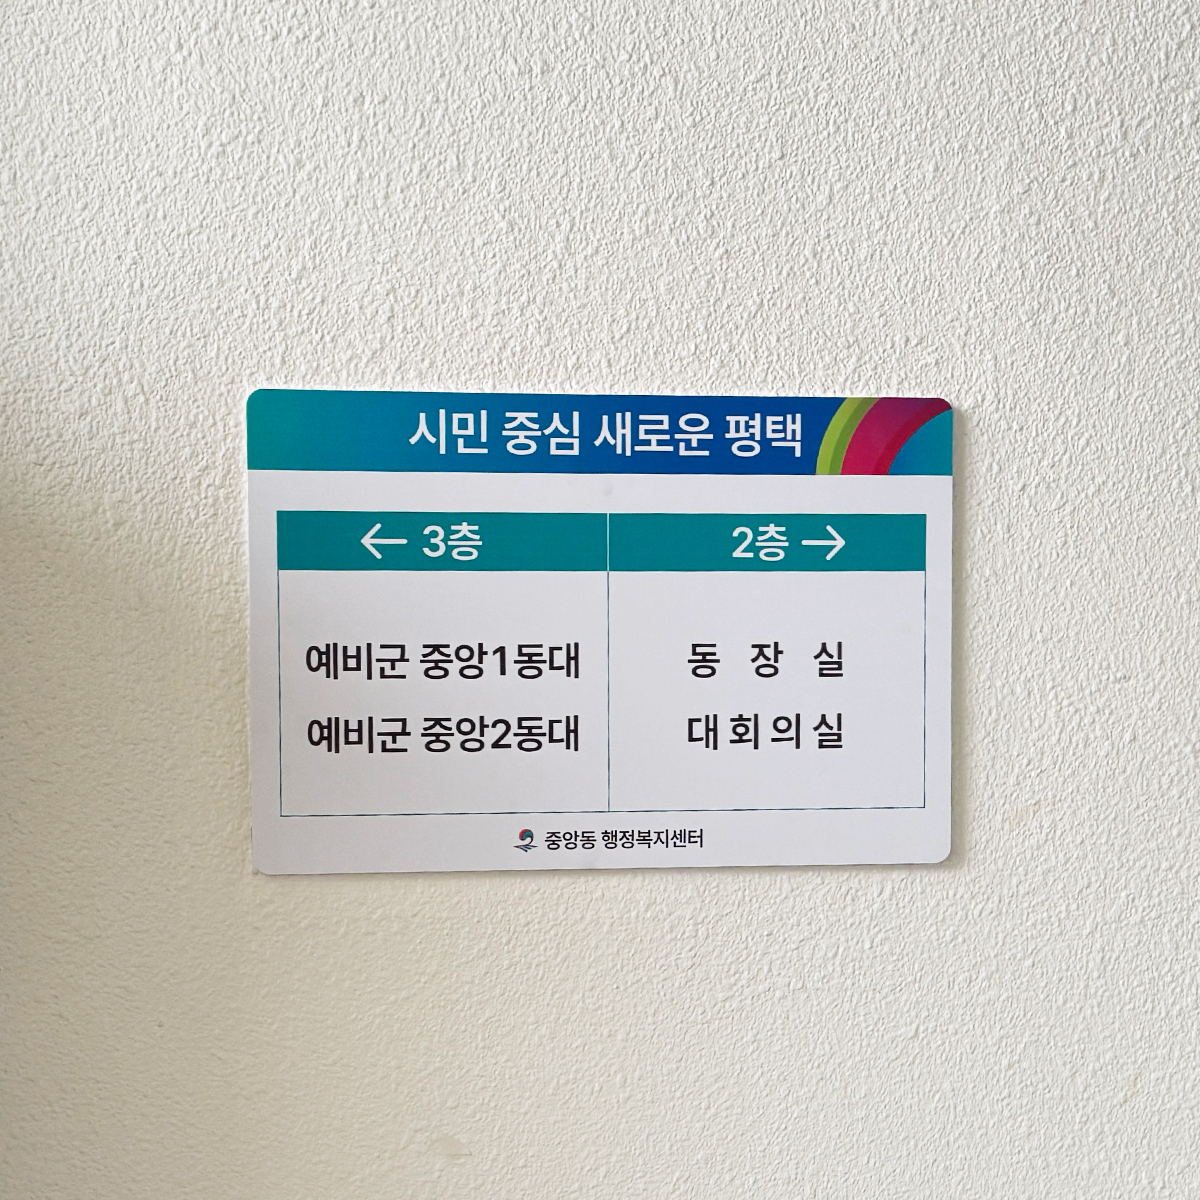 시민 중심 새로운 평택
← 3층
2층 →
예비군 중앙1동대
예비군 중앙2동대
동 장 실
대회의실
중앙동 행정복지센터